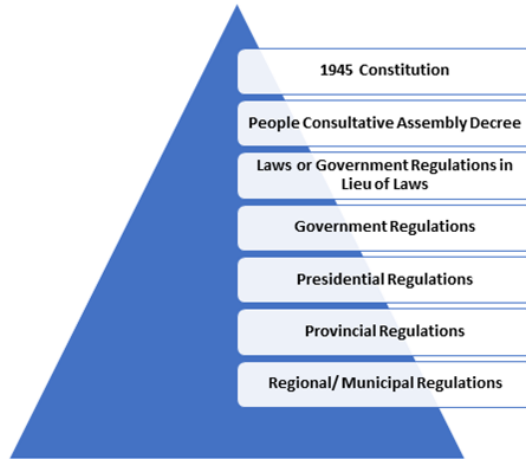 1945 Constitution
People Consultative Assembly Decree
Laws or Government Regulations in
Lieu of Laws
Government Regulations
Presidential Regulations
Provincial Regulations
Regional/ Municipal Regulations